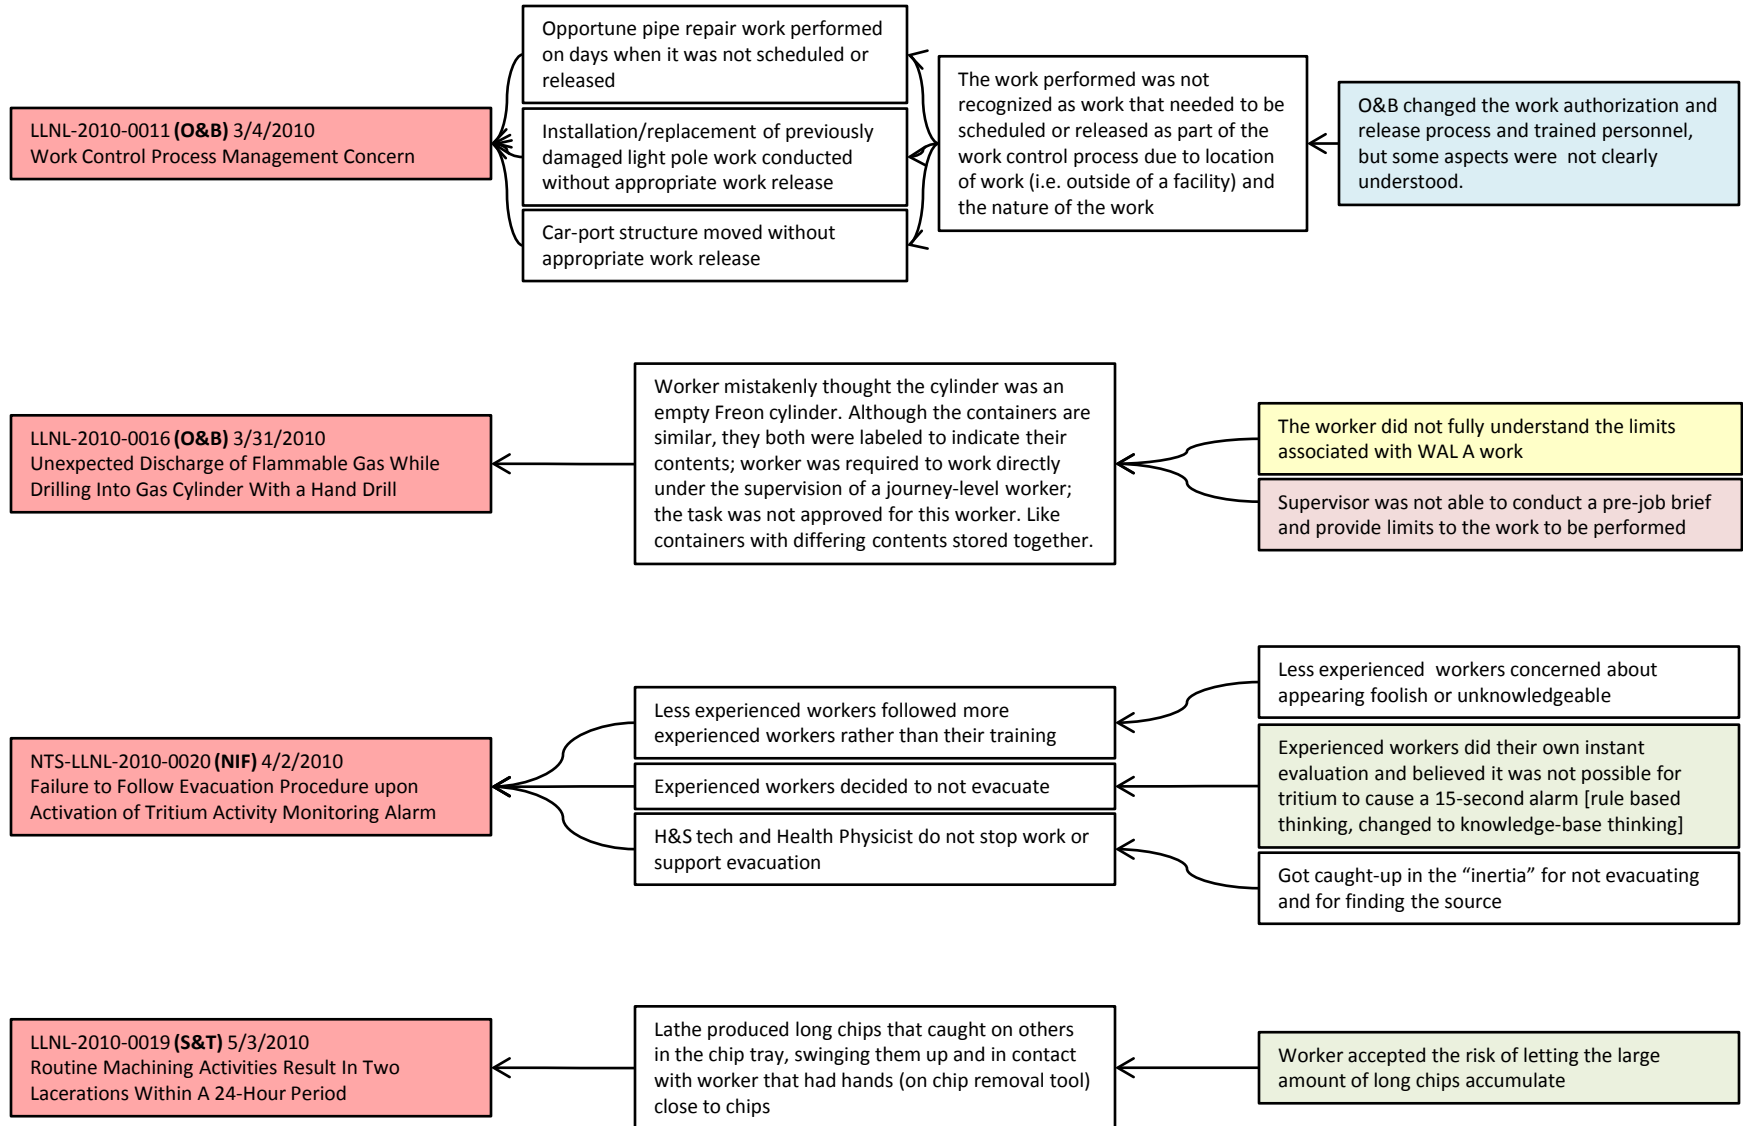 Opportune pipe repair work performed
on days when it was not scheduled or
released
LLNL-2010-0011 (O&B) 3/4/2010
Work Control Process Management Concern
Installation/replacement of previously
damaged light pole work conducted
without appropriate work release
Car-port structure moved without
appropriate work release
The work performed was not
recognized as work that needed to be
scheduled or released as part of the
work control process due to location
of work (i.e. outside of a facility) and
the nature of the work
O&B changed the work authorization and
release process and trained personnel,
but some aspects were  not clearly
understood.
LLNL-2010-0016 (O&B) 3/31/2010
Unexpected Discharge of Flammable Gas While
Drilling Into Gas Cylinder With a Hand Drill
Worker mistakenly thought the cylinder was an
empty Freon cylinder. Although the containers are
similar, they both were labeled to indicate their
contents; worker was required to work directly
under the supervision of a journey-level worker;
the task was not approved for this worker. Like
containers with differing contents stored together.
The worker did not fully understand the limits
associated with WAL A work
Supervisor was not able to conduct a pre-job brief
and provide limits to the work to be performed
NTS-LLNL-2010-0020 (NIF) 4/2/2010
Failure to Follow Evacuation Procedure upon
Activation of Tritium Activity Monitoring Alarm
Less experienced workers followed more
experienced workers rather than their training
Experienced workers decided to not evacuate
H&S tech and Health Physicist do not stop work or
support evacuation
Less experienced  workers concerned about
appearing foolish or unknowledgeable
Experienced workers did their own instant
evaluation and believed it was not possible for
tritium to cause a 15-second alarm [rule based
thinking, changed to knowledge-base thinking]
Got caught-up in the “inertia” for not evacuating
and for finding the source
LLNL-2010-0019 (S&T) 5/3/2010
Routine Machining Activities Result In Two
Lacerations Within A 24-Hour Period
Lathe produced long chips that caught on others
in the chip tray, swinging them up and in contact
with worker that had hands (on chip removal tool)
close to chips
Worker accepted the risk of letting the large
amount of long chips accumulate